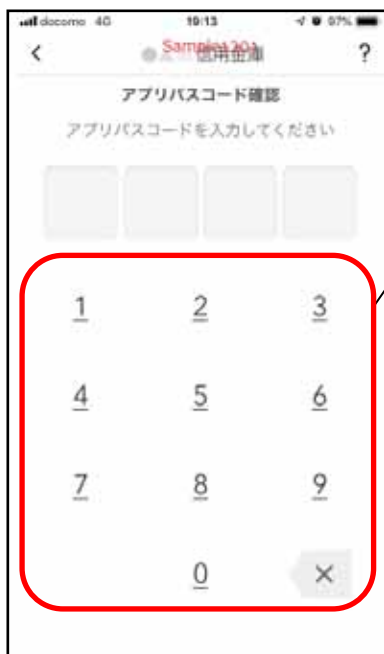 docomo 4G 19:13 97%
Sample1201
信用金庫 ?
アプリパスコード確認
アプリパスコードを入力してください
1 2 3
4 5 6
7 8 9
0 ×